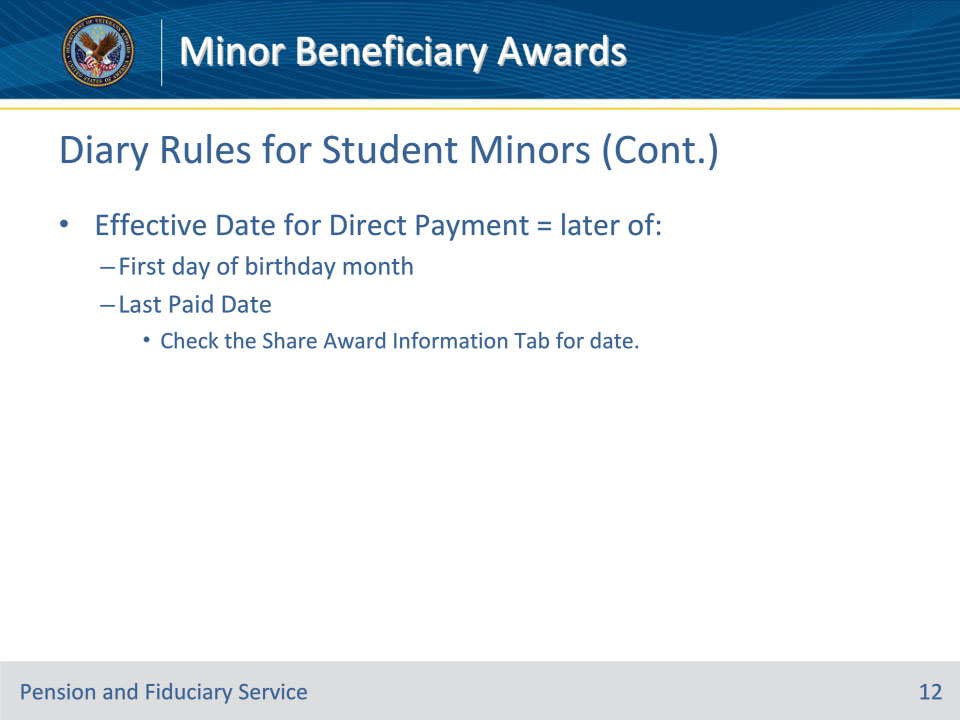 Minor Beneficiary Awards
Diary Rules for Student Minors (Cont.)
• Effective Date for Direct Payment = later of:
–First day of birthday month
–Last Paid Date
• Check the Share Award Information Tab for date.
Pension and Fiduciary Service 12